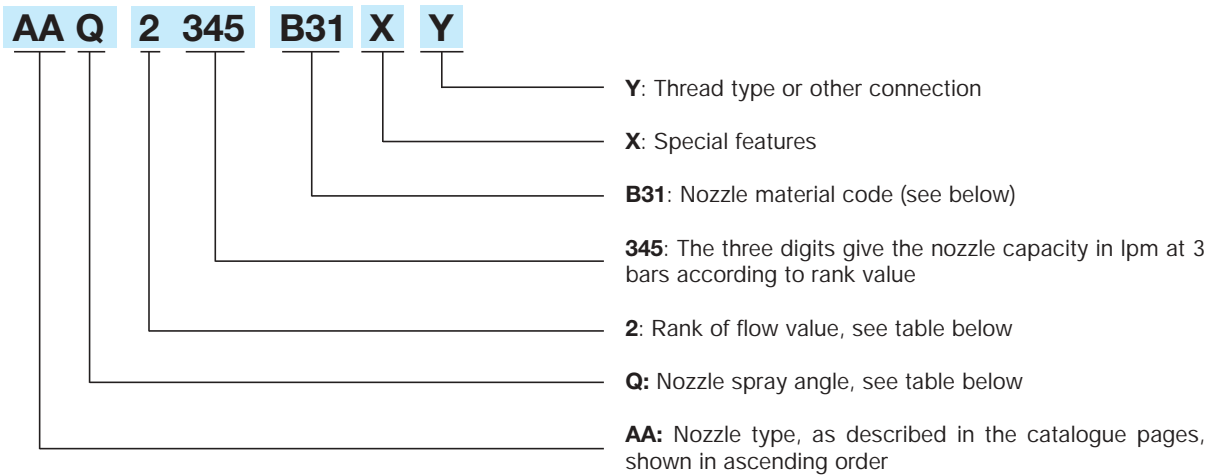 AA Q 2 345 B31 X Y
Y: Thread type or other connection
X: Special features
B31: Nozzle material code (see below)
345: The three digits give the nozzle capacity in lpm at 3
bars according to rank value
2: Rank of flow value, see table below
Q: Nozzle spray angle, see table below
AA: Nozzle type, as described in the catalogue pages,
shown in ascending order